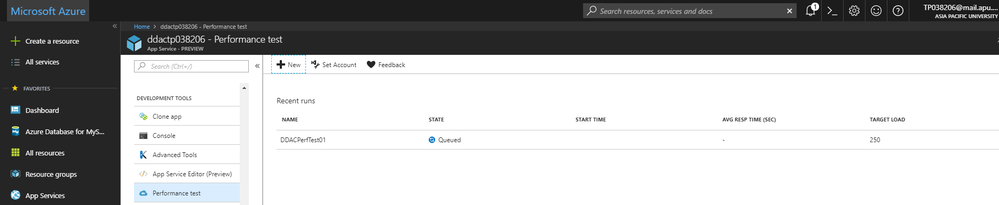 Microsoft Azure
Search resources, services and docs
1
TP038206@mail.apu....
ASIA PACIFIC UNIVERSITY
Home > ddactp038206 - Performance test
ddactp038206 - Performance test
App Service - PREVIEW
Create a resource
All services
FAVORITES
Dashboard
Azure Database for MyS...
All resources
Resource groups
App Services
Search (Ctrl+/)
DEVELOPMENT TOOLS
Clone app
Console
Advanced Tools
App Service Editor (Preview)
Performance test
New Set Account Feedback
Recent runs
NAME STATE START TIME AVG RESP TIME (SEC) TARGET LOAD
DDACPerfTest01 Queued - 250